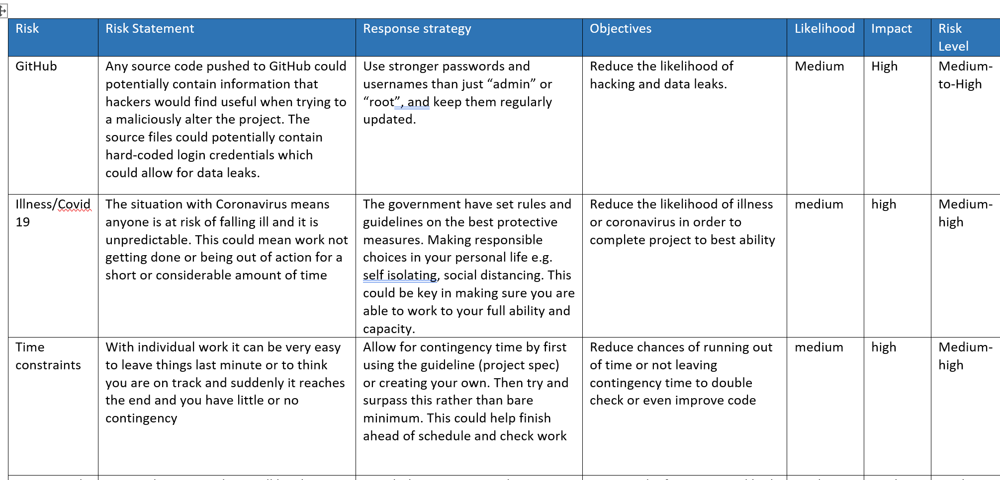 Risk
Risk Statement
Response strategy
Objectives
Likelihood
Impact
Risk
Level
GitHub
Any source code pushed to GitHub could
potentially contain information that
hackers would find useful when trying to
a maliciously alter the project. The
source files could potentially contain
hard-coded login credentials which
could allow for data leaks.
Use stronger passwords and
usernames than just “admin” or
“root”, and keep them regularly
updated.
Reduce the likelihood of
hacking and data leaks.
Medium
High
Medium-
to-High
Illness/Covid
19
The situation with Coronavirus means
anyone is at risk of falling ill and it is
unpredictable. This could mean work not
getting done or being out of action for a
short or considerable amount of time
The government have set rules and
guidelines on the best protective
measures. Making responsible
choices in your personal life e.g.
self isolating, social distancing. This
could be key in making sure you are
able to work to your full ability and
capacity.
Reduce the likelihood of illness
or coronavirus in order to
complete project to best ability
medium
high
Medium-
high
Time
constraints
With individual work it can be very easy
to leave things last minute or to think
you are on track and suddenly it reaches
the end and you have little or no
contingency
Allow for contingency time by first
using the guideline (project spec)
or creating your own. Then try and
surpass this rather than bare
minimum. This could help finish
ahead of schedule and check work
Reduce chances of running out
of time or not leaving
contingency time to double
check or even improve code
medium
high
Medium-
high